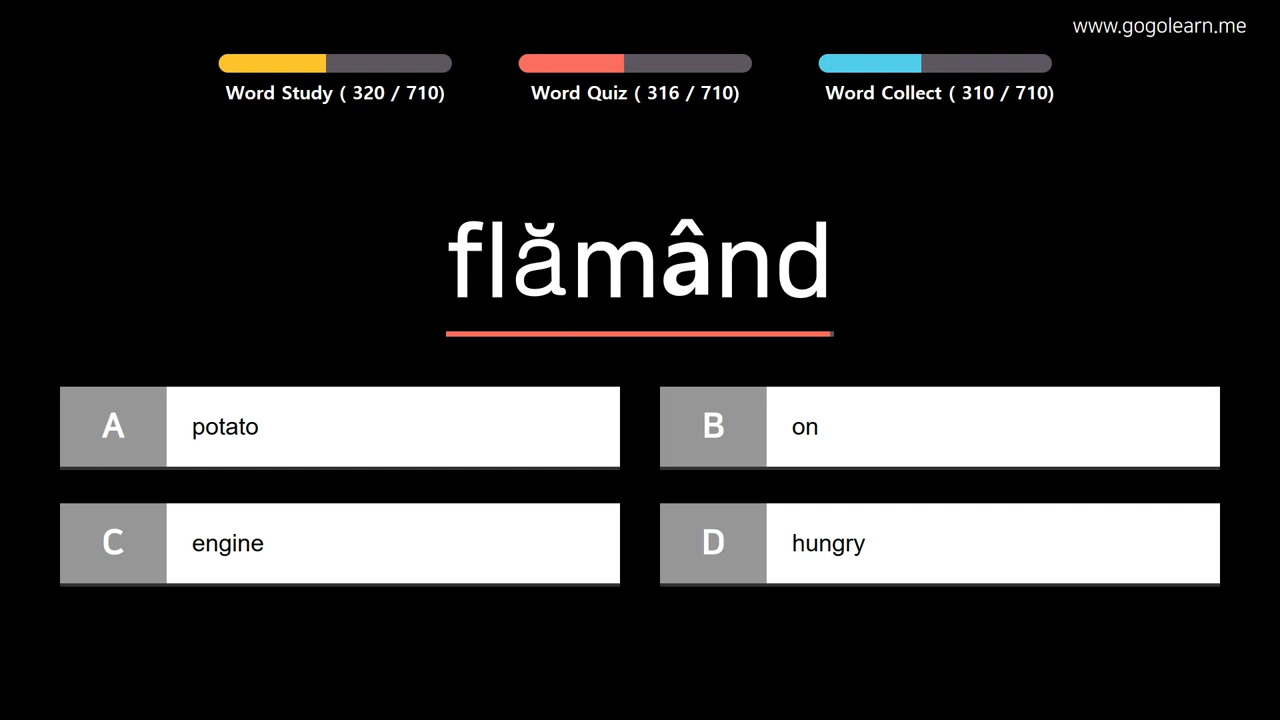 www.gogolearn.me
Word Study ( 320 / 710)
Word Quiz ( 316 / 710)
Word Collect ( 310 / 710)
flămând
A potato
B on
C engine
D hungry